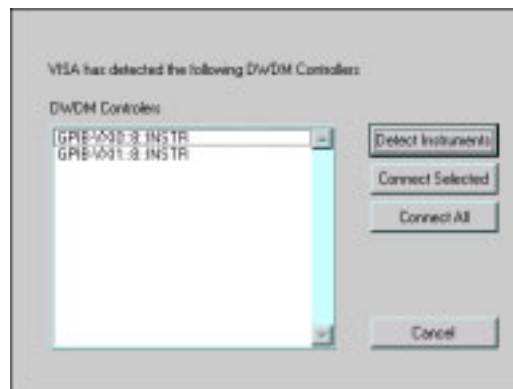 VISA has detected the following DWDM Controllers
DWDM Controlers
GPIB-VXI0::8::INSTR
GPIB-VXI1::8::INSTR
Detect Instruments
Connect Selected
Connect All
Cancel